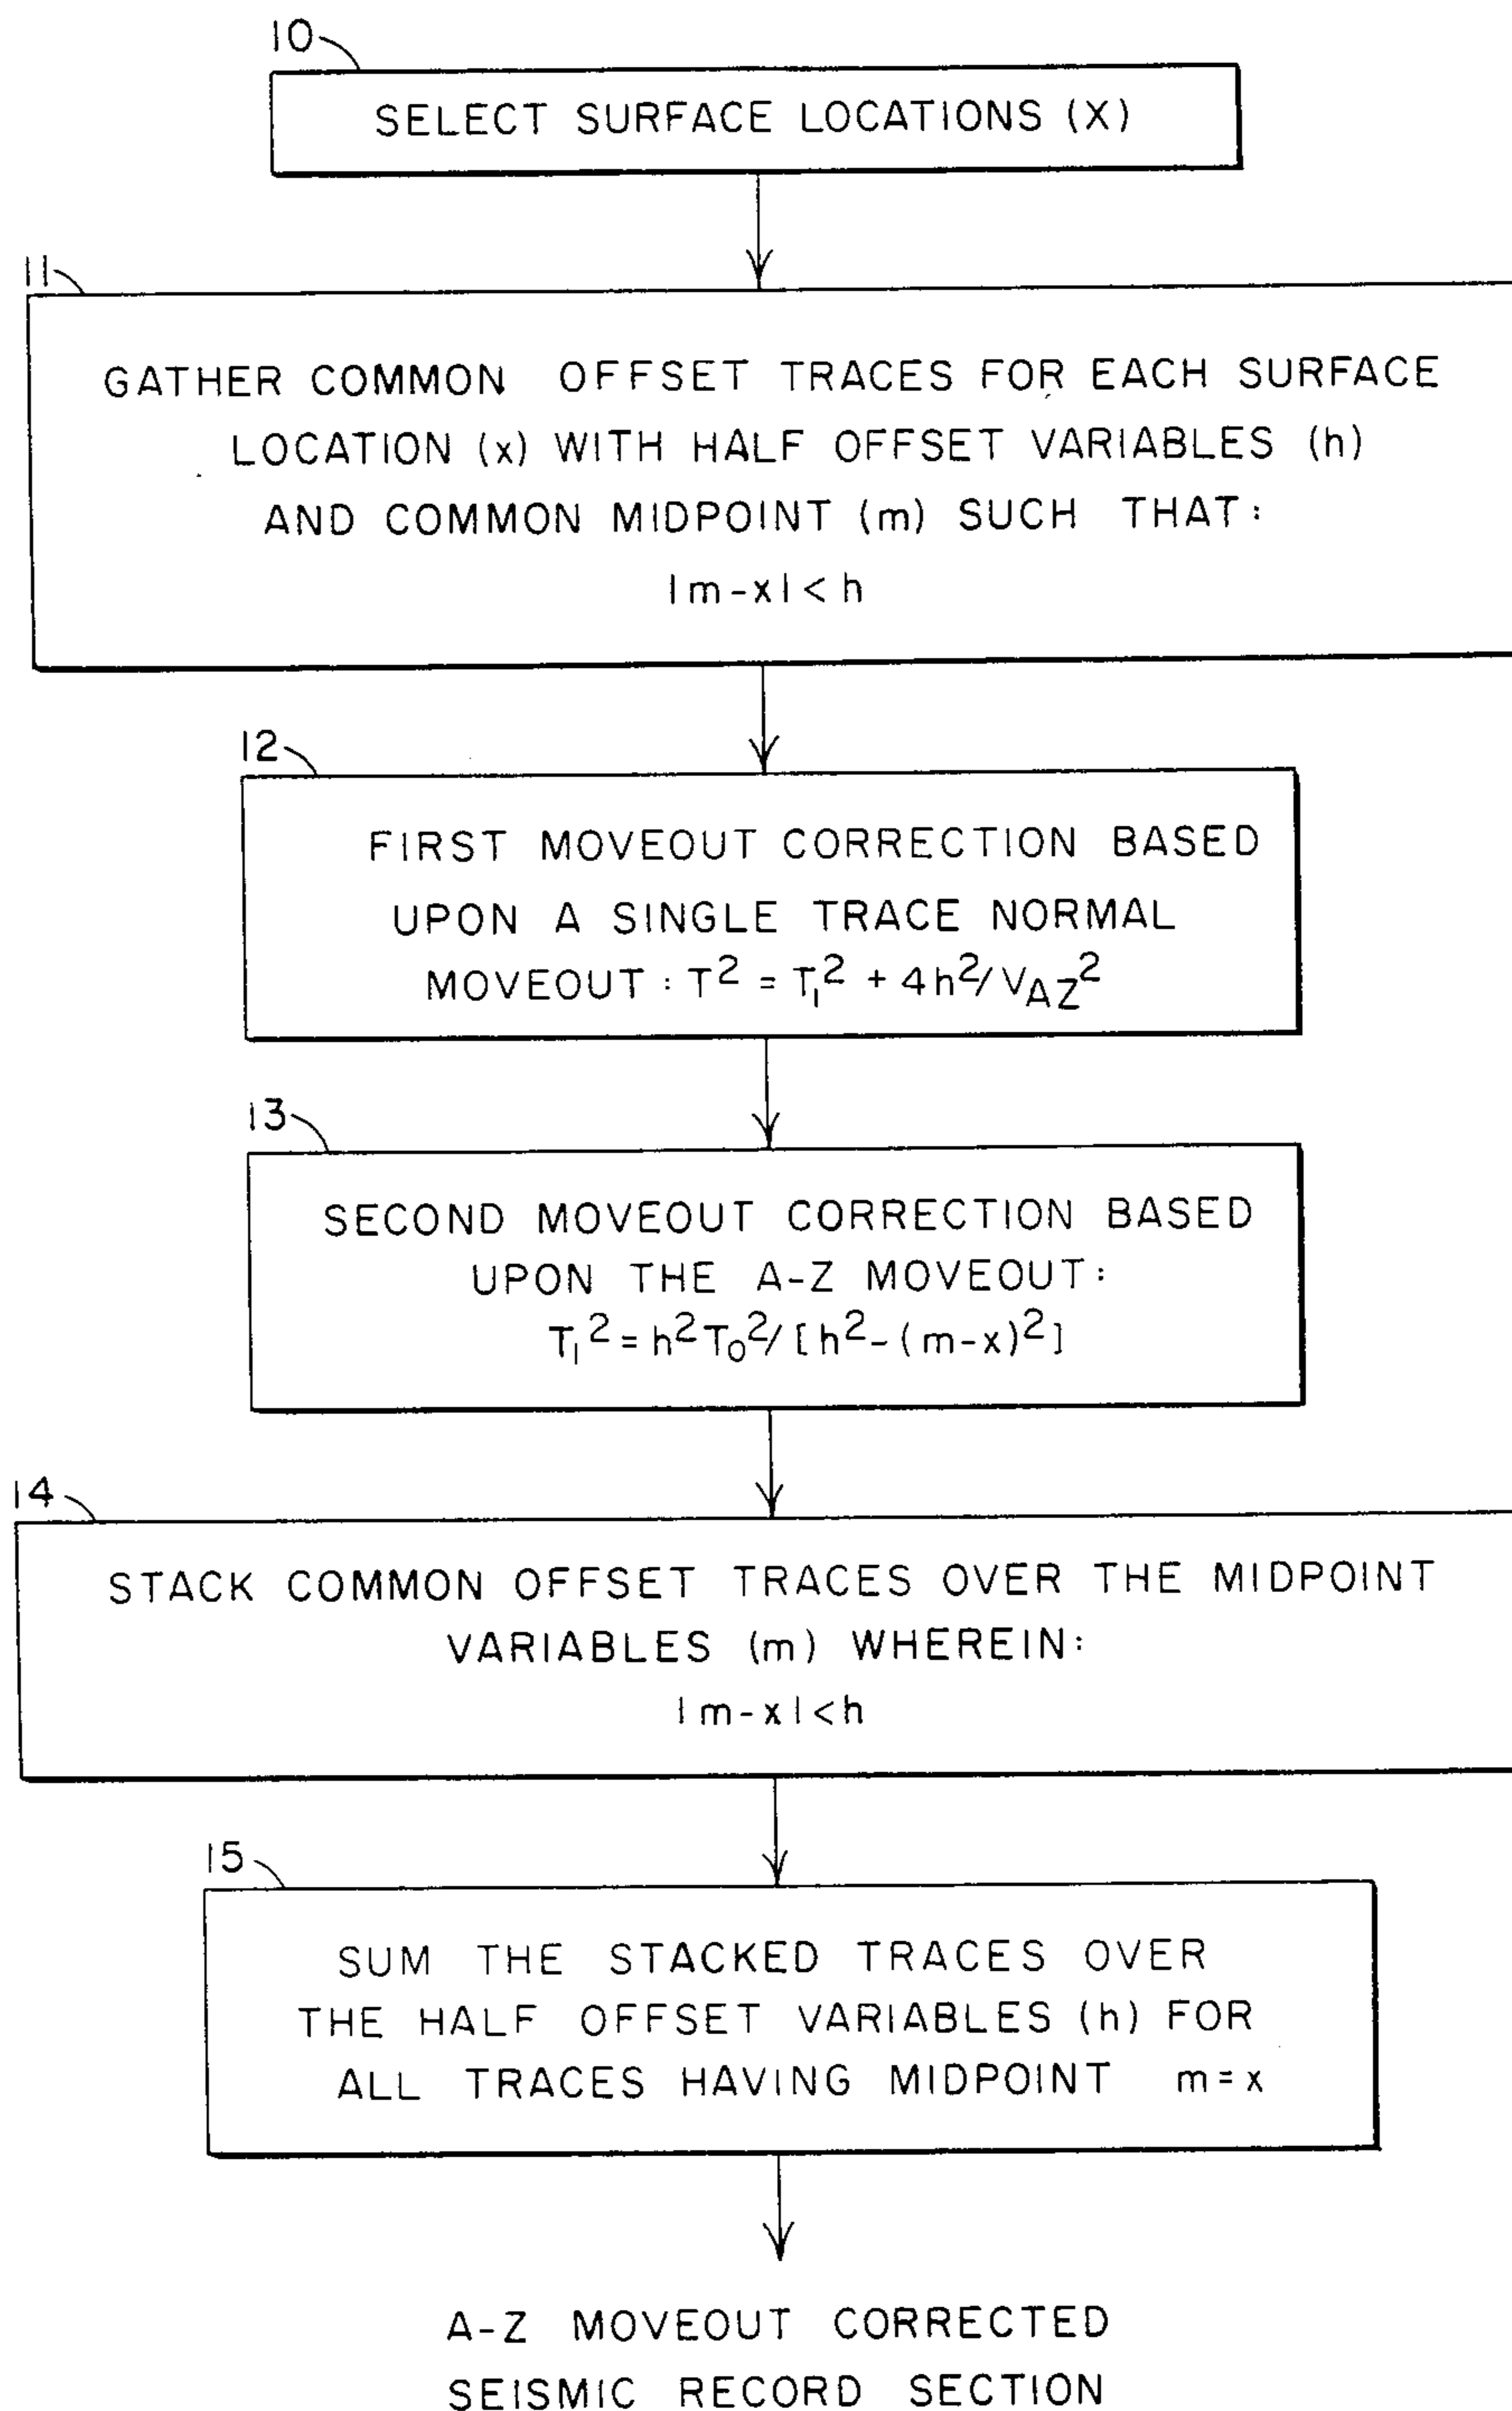 10
SELECT SURFACE LOCATIONS (X)
11
GATHER COMMON OFFSET TRACES FOR EACH SURFACE
LOCATION (x) WITH HALF OFFSET VARIABLES (h)
AND COMMON MIDPOINT (m) SUCH THAT:
|m-x|<h
12
FIRST MOVEOUT CORRECTION BASED
UPON A SINGLE TRACE NORMAL
MOVEOUT: T² = T₁² + 4h²/V_AZ²
13
SECOND MOVEOUT CORRECTION BASED
UPON THE A-Z MOVEOUT:
T₁² = h²T₀²/[h²-(m-x)²]
14
STACK COMMON OFFSET TRACES OVER THE MIDPOINT
VARIABLES (m) WHEREIN:
|m-x|<h
15
SUM THE STACKED TRACES OVER
THE HALF OFFSET VARIABLES (h) FOR
ALL TRACES HAVING MIDPOINT m=x
A-Z MOVEOUT CORRECTED
SEISMIC RECORD SECTION